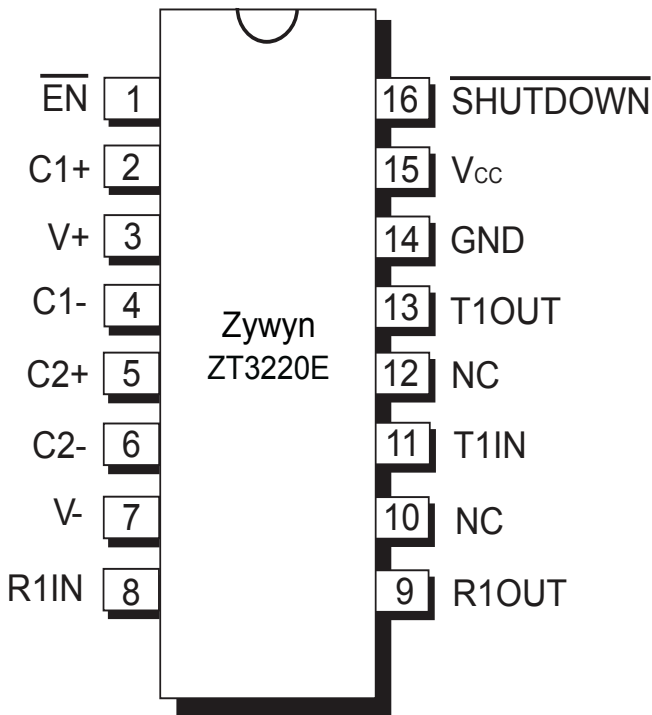 EN 1 16 SHUTDOWN
C1+ 2 15 Vcc
V+ 3 14 GND
C1- 4 13 T1OUT
Zywyn
ZT3220E
C2+ 5 12 NC
C2- 6 11 T1IN
V- 7 10 NC
R1IN 8 9 R1OUT